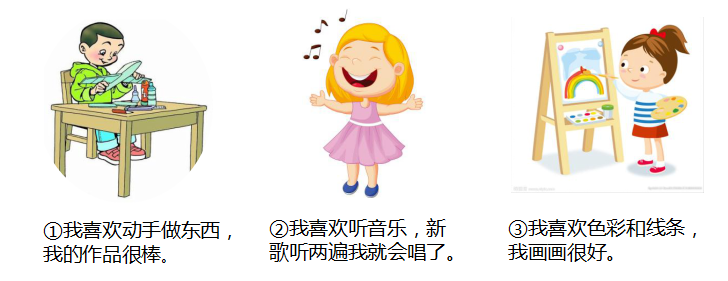 ①我喜欢动手做东西，
我的作品很棒。
②我喜欢听音乐，新
歌听两遍我就会唱了。
③我喜欢色彩和线条，
我画画很好。